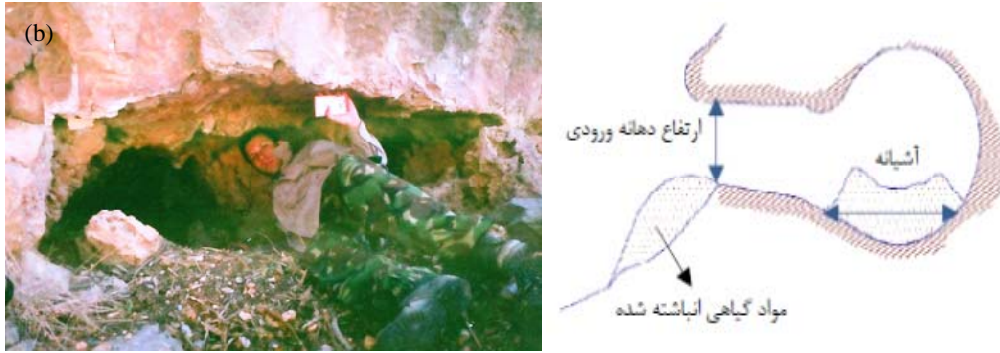 (b)
ارتفاع دهانه ورودی
آشیانه
مواد گیاهی انباشته شده